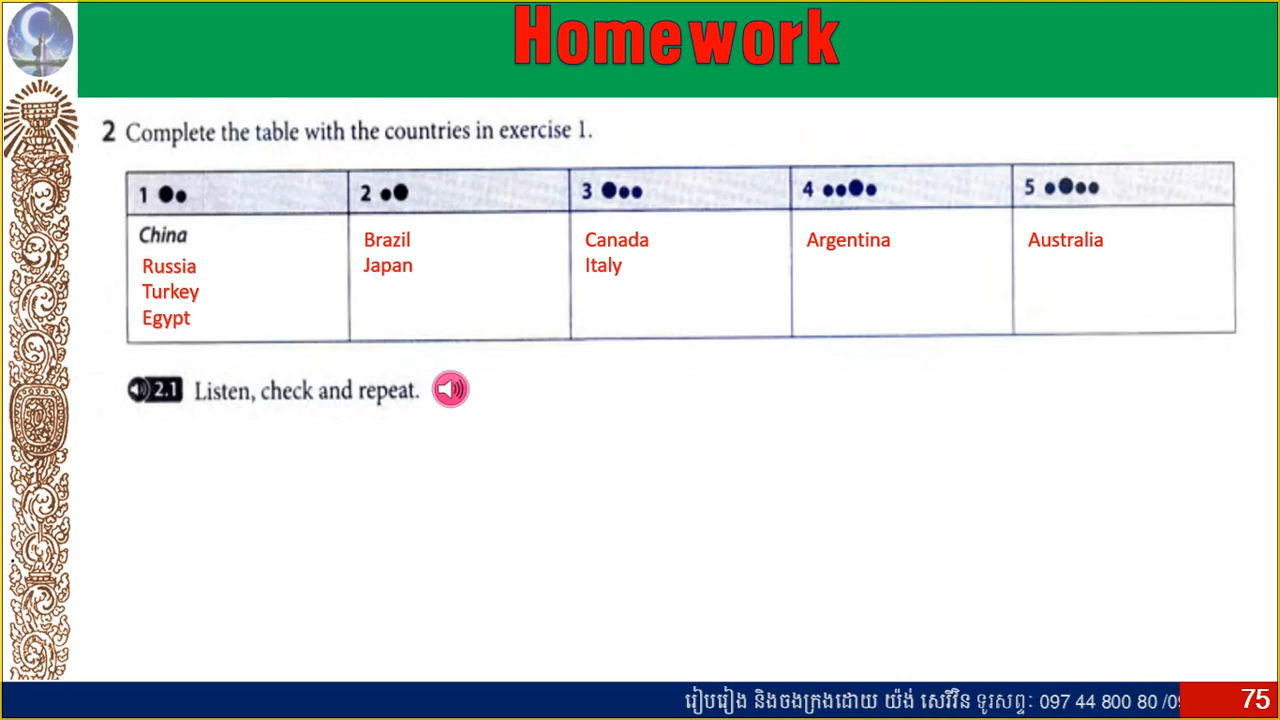 Homework
2 Complete the table with the countries in exercise 1.
1
2
3
4
5
China
Russia
Turkey
Egypt
Brazil
Japan
Canada
Italy
Argentina
Australia
2.1 Listen, check and repeat.
រៀបរៀង និងចងក្រងដោយ យ៉ង់ សេរីវិន ទូរសព្ទៈ 097 44 800 80 /09
75